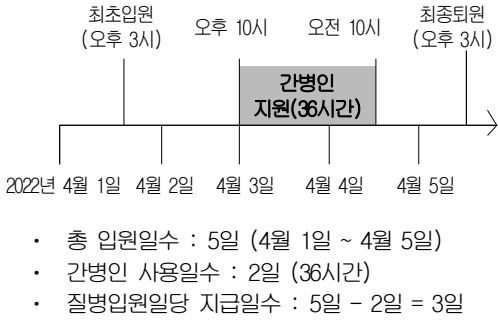 최초입원
(오후 3시)
오후 10시
오전 10시
최종퇴원
(오후 3시)
간병인
지원(36시간)
2022년 4월 1일 4월 2일 4월 3일 4월 4일 4월 5일
· 총 입원일수 : 5일 (4월 1일 ~ 4월 5일)
· 간병인 사용일수 : 2일 (36시간)
· 질병입원일당 지급일수 : 5일 - 2일 = 3일